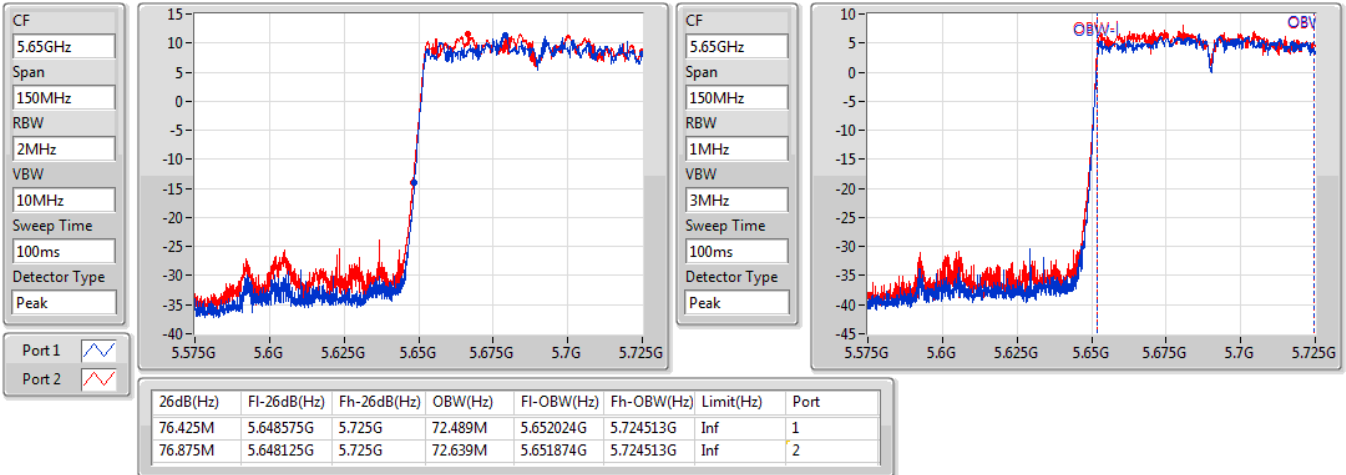 CF
5.65GHz
Span
150MHz
RBW
2MHz
VBW
10MHz
Sweep Time
100ms
Detector Type
Peak
Port 1
Port 2
15
10
5
0
-5
-10
-15
-20
-25
-30
-35
-40
5.575G 5.6G 5.625G 5.65G 5.675G 5.7G 5.725G
CF
5.65GHz
Span
150MHz
RBW
1MHz
VBW
3MHz
Sweep Time
100ms
Detector Type
Peak
10
5
0
-5
-10
-15
-20
-25
-30
-35
-40
-45
OBW-
OBW
5.575G 5.6G 5.625G 5.65G 5.675G 5.7G 5.725G
26dB(Hz) Fl-26dB(Hz) Fh-26dB(Hz) OBW(Hz) Fl-OBW(Hz) Fh-OBW(Hz) Limit(Hz) Port
76.425M 5.648575G 5.725G 72.489M 5.652024G 5.724513G Inf 1
76.875M 5.648125G 5.725G 72.639M 5.651874G 5.724513G Inf 2